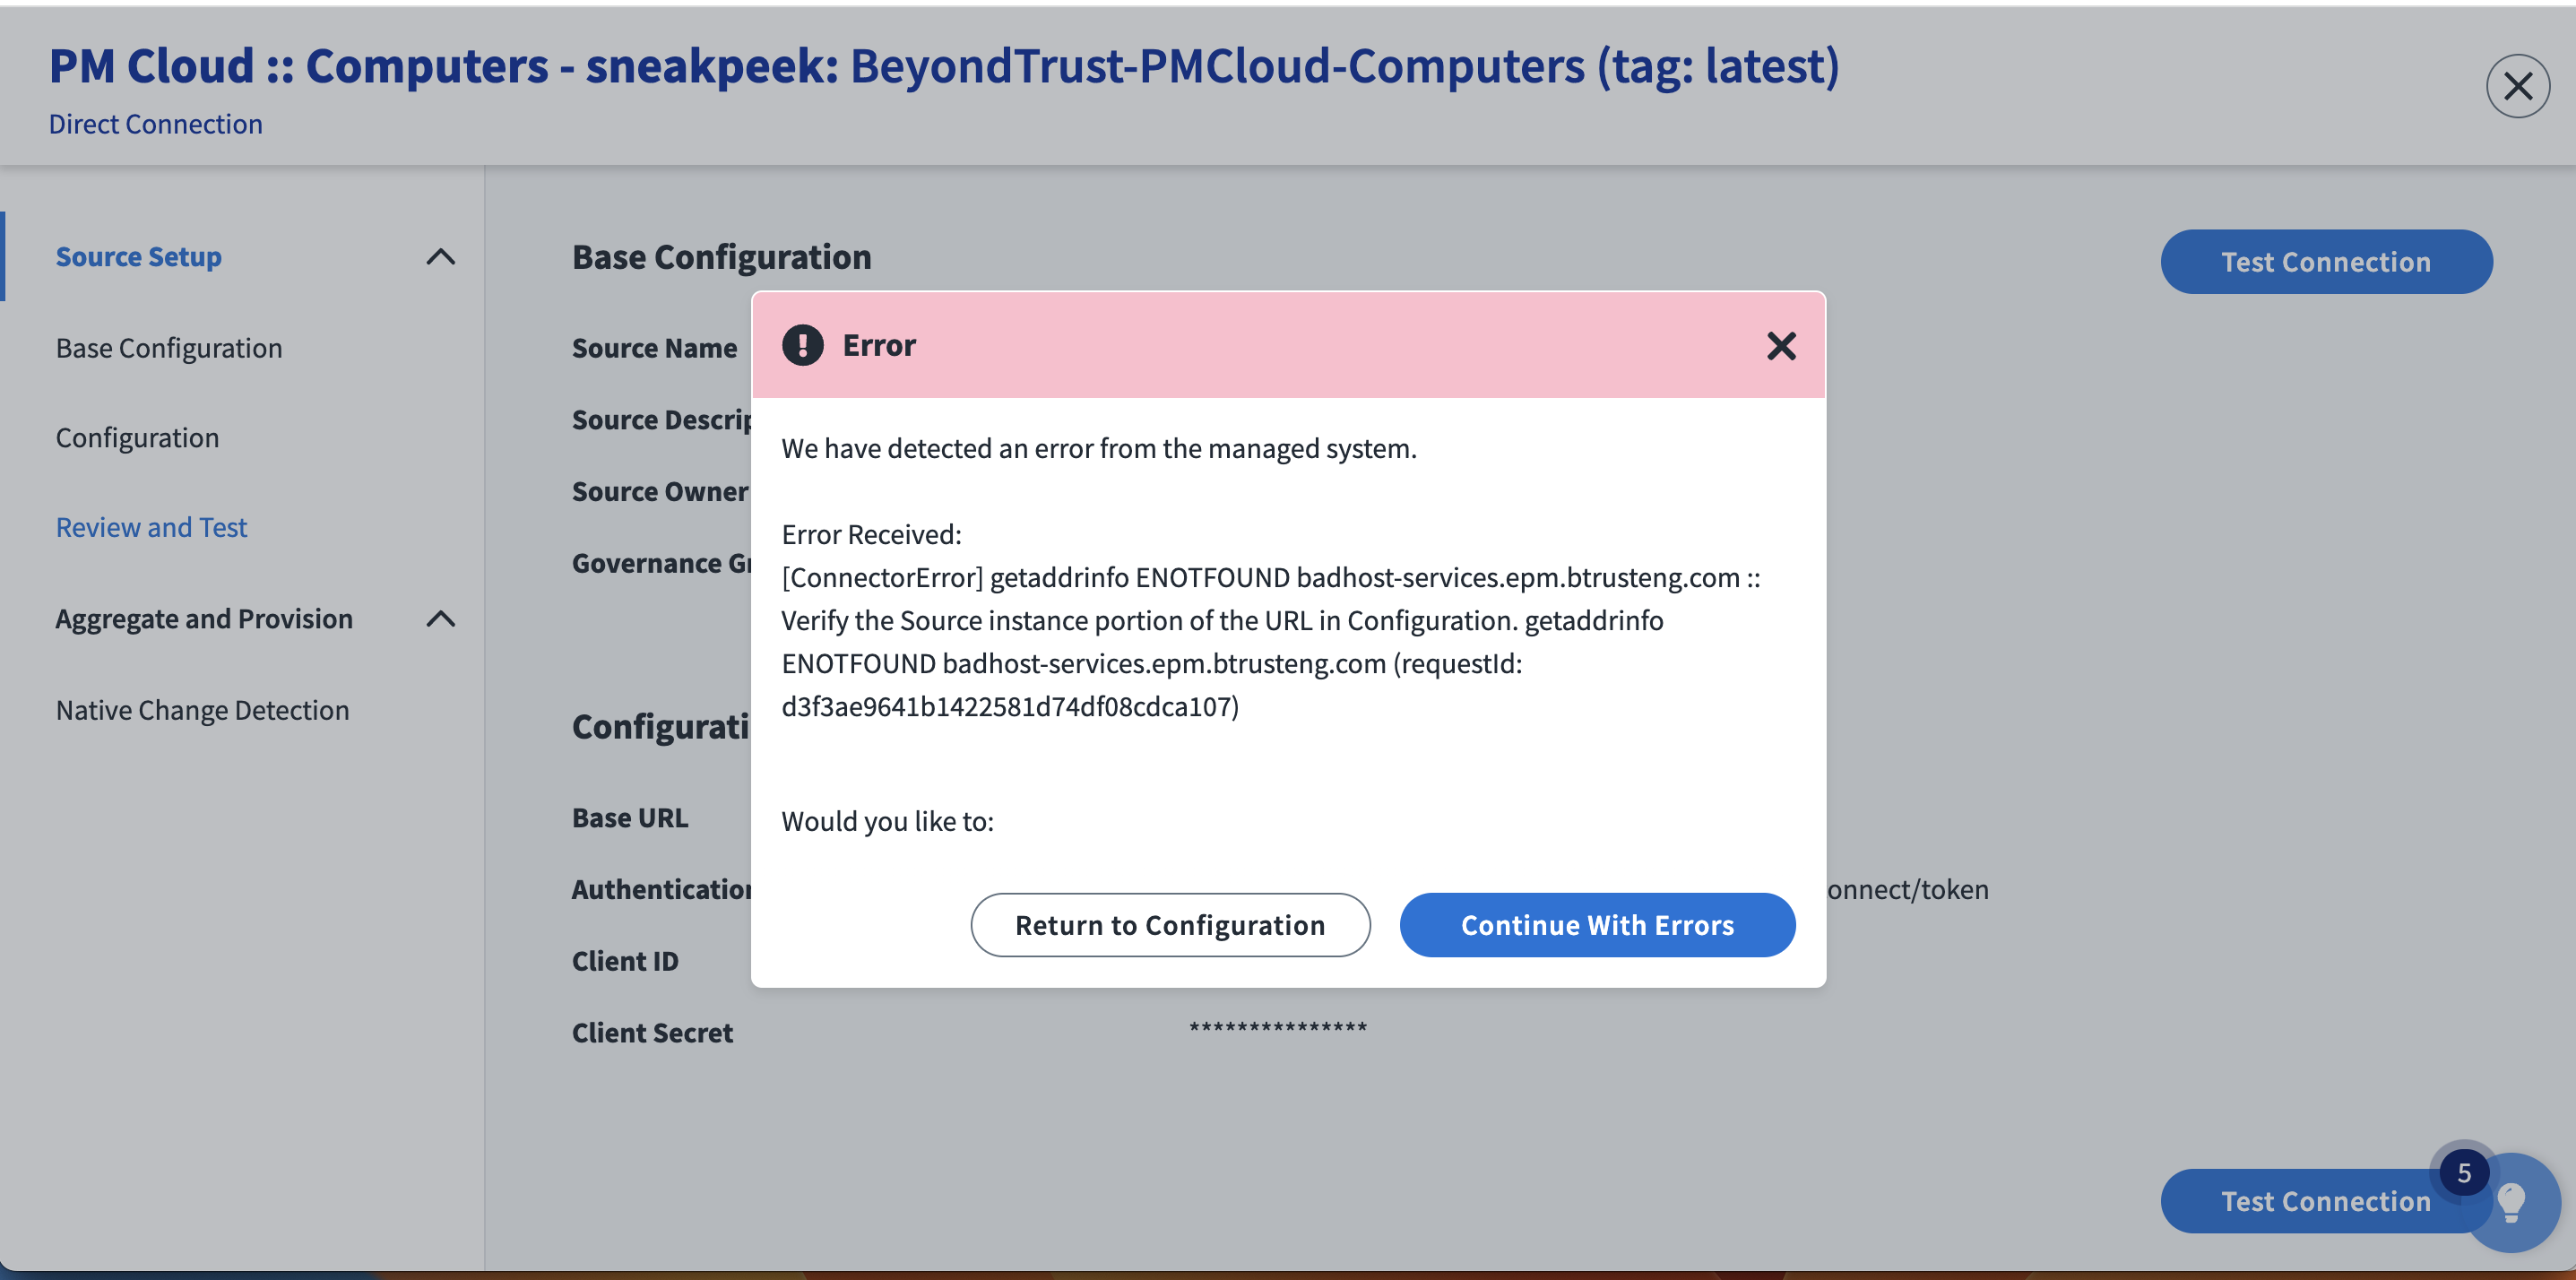 PM Cloud :: Computers - sneakpeek: BeyondTrust-PMCloud-Computers (tag: latest)
Direct Connection
Source Setup
Base Configuration
Configuration
Review and Test
Aggregate and Provision
Native Change Detection
Base Configuration
Test Connection
Source Name
Source Descrip
Source Owner
Governance Gr
Configurati
Base URL
Authentication
onnect/token
Client ID
Client Secret
***************
Error
We have detected an error from the managed system.
Error Received:
[ConnectorError] getaddrinfo ENOTFOUND badhost-services.epm.btrusteng.com ::
Verify the Source instance portion of the URL in Configuration. getaddrinfo
ENOTFOUND badhost-services.epm.btrusteng.com (requestId:
d3f3ae9641b1422581d74df08cdca107)
Would you like to:
Return to Configuration
Continue With Errors
Test Connection
5